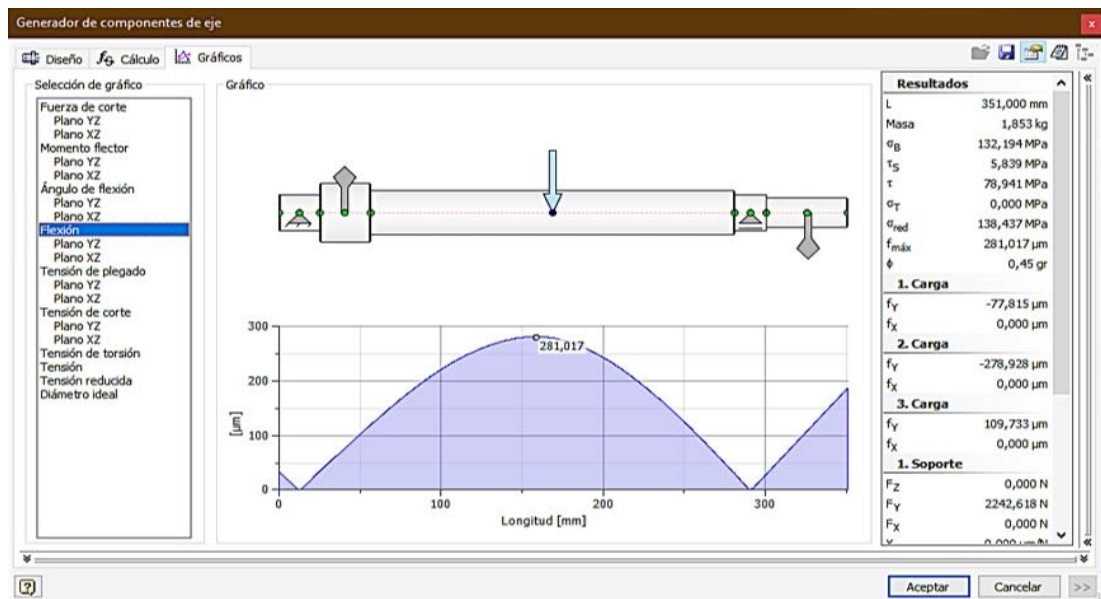 Generador de componentes de eje
x
Diseño
Cálculo
Gráficos
Selección de gráfico
Fuerza de corte
Plano YZ
Plano XZ
Momento flector
Plano YZ
Plano XZ
Ángulo de flexión
Plano YZ
Plano XZ
Flexión
Plano YZ
Plano XZ
Tensión de plegado
Plano YZ
Plano XZ
Tensión de corte
Plano YZ
Plano XZ
Tensión de torsión
Tensión
Tensión reducida
Diámetro ideal
Gráfico
300
200
100
0
[μm]
281,017
0
100
200
300
Longitud [mm]
Resultados
L 351,000 mm
Masa 1,853 kg
σB 132,194 MPa
τS 5,839 MPa
τ 78,941 MPa
σT 0,000 MPa
σred 138,437 MPa
fmáx 281,017 μm
ϕ 0,45 gr
1. Carga
fY -77,815 μm
fX 0,000 μm
2. Carga
fY -278,928 μm
fX 0,000 μm
3. Carga
fY 109,733 μm
fX 0,000 μm
1. Soporte
FZ 0,000 N
FY 2242,618 N
FX 0,000 N
?
Aceptar
Cancelar
>>